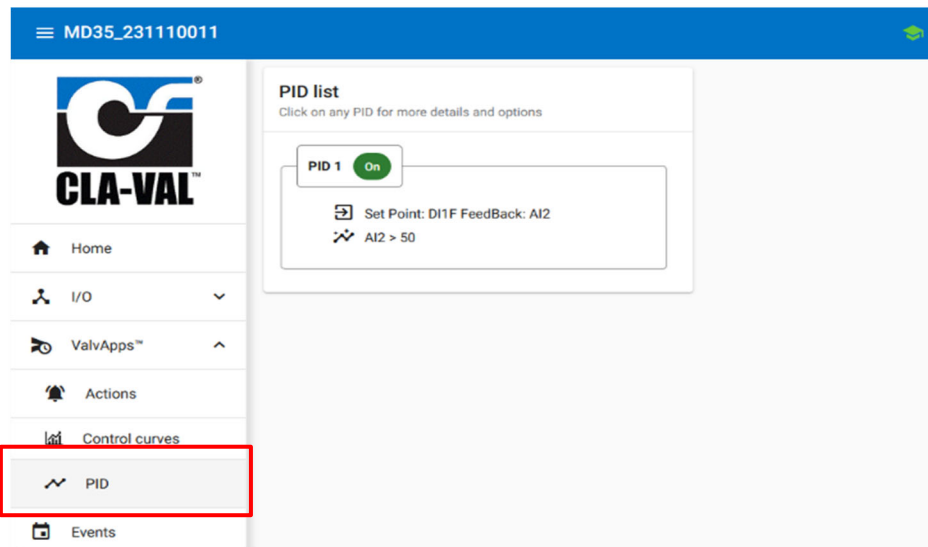 MD35_231110011
®
CLA-VAL™
Home
I/O
ValvApps™
Actions
Control curves
PID
Events
PID list
Click on any PID for more details and options
PID 1 On
Set Point: DI1F FeedBack: AI2
AI2 > 50